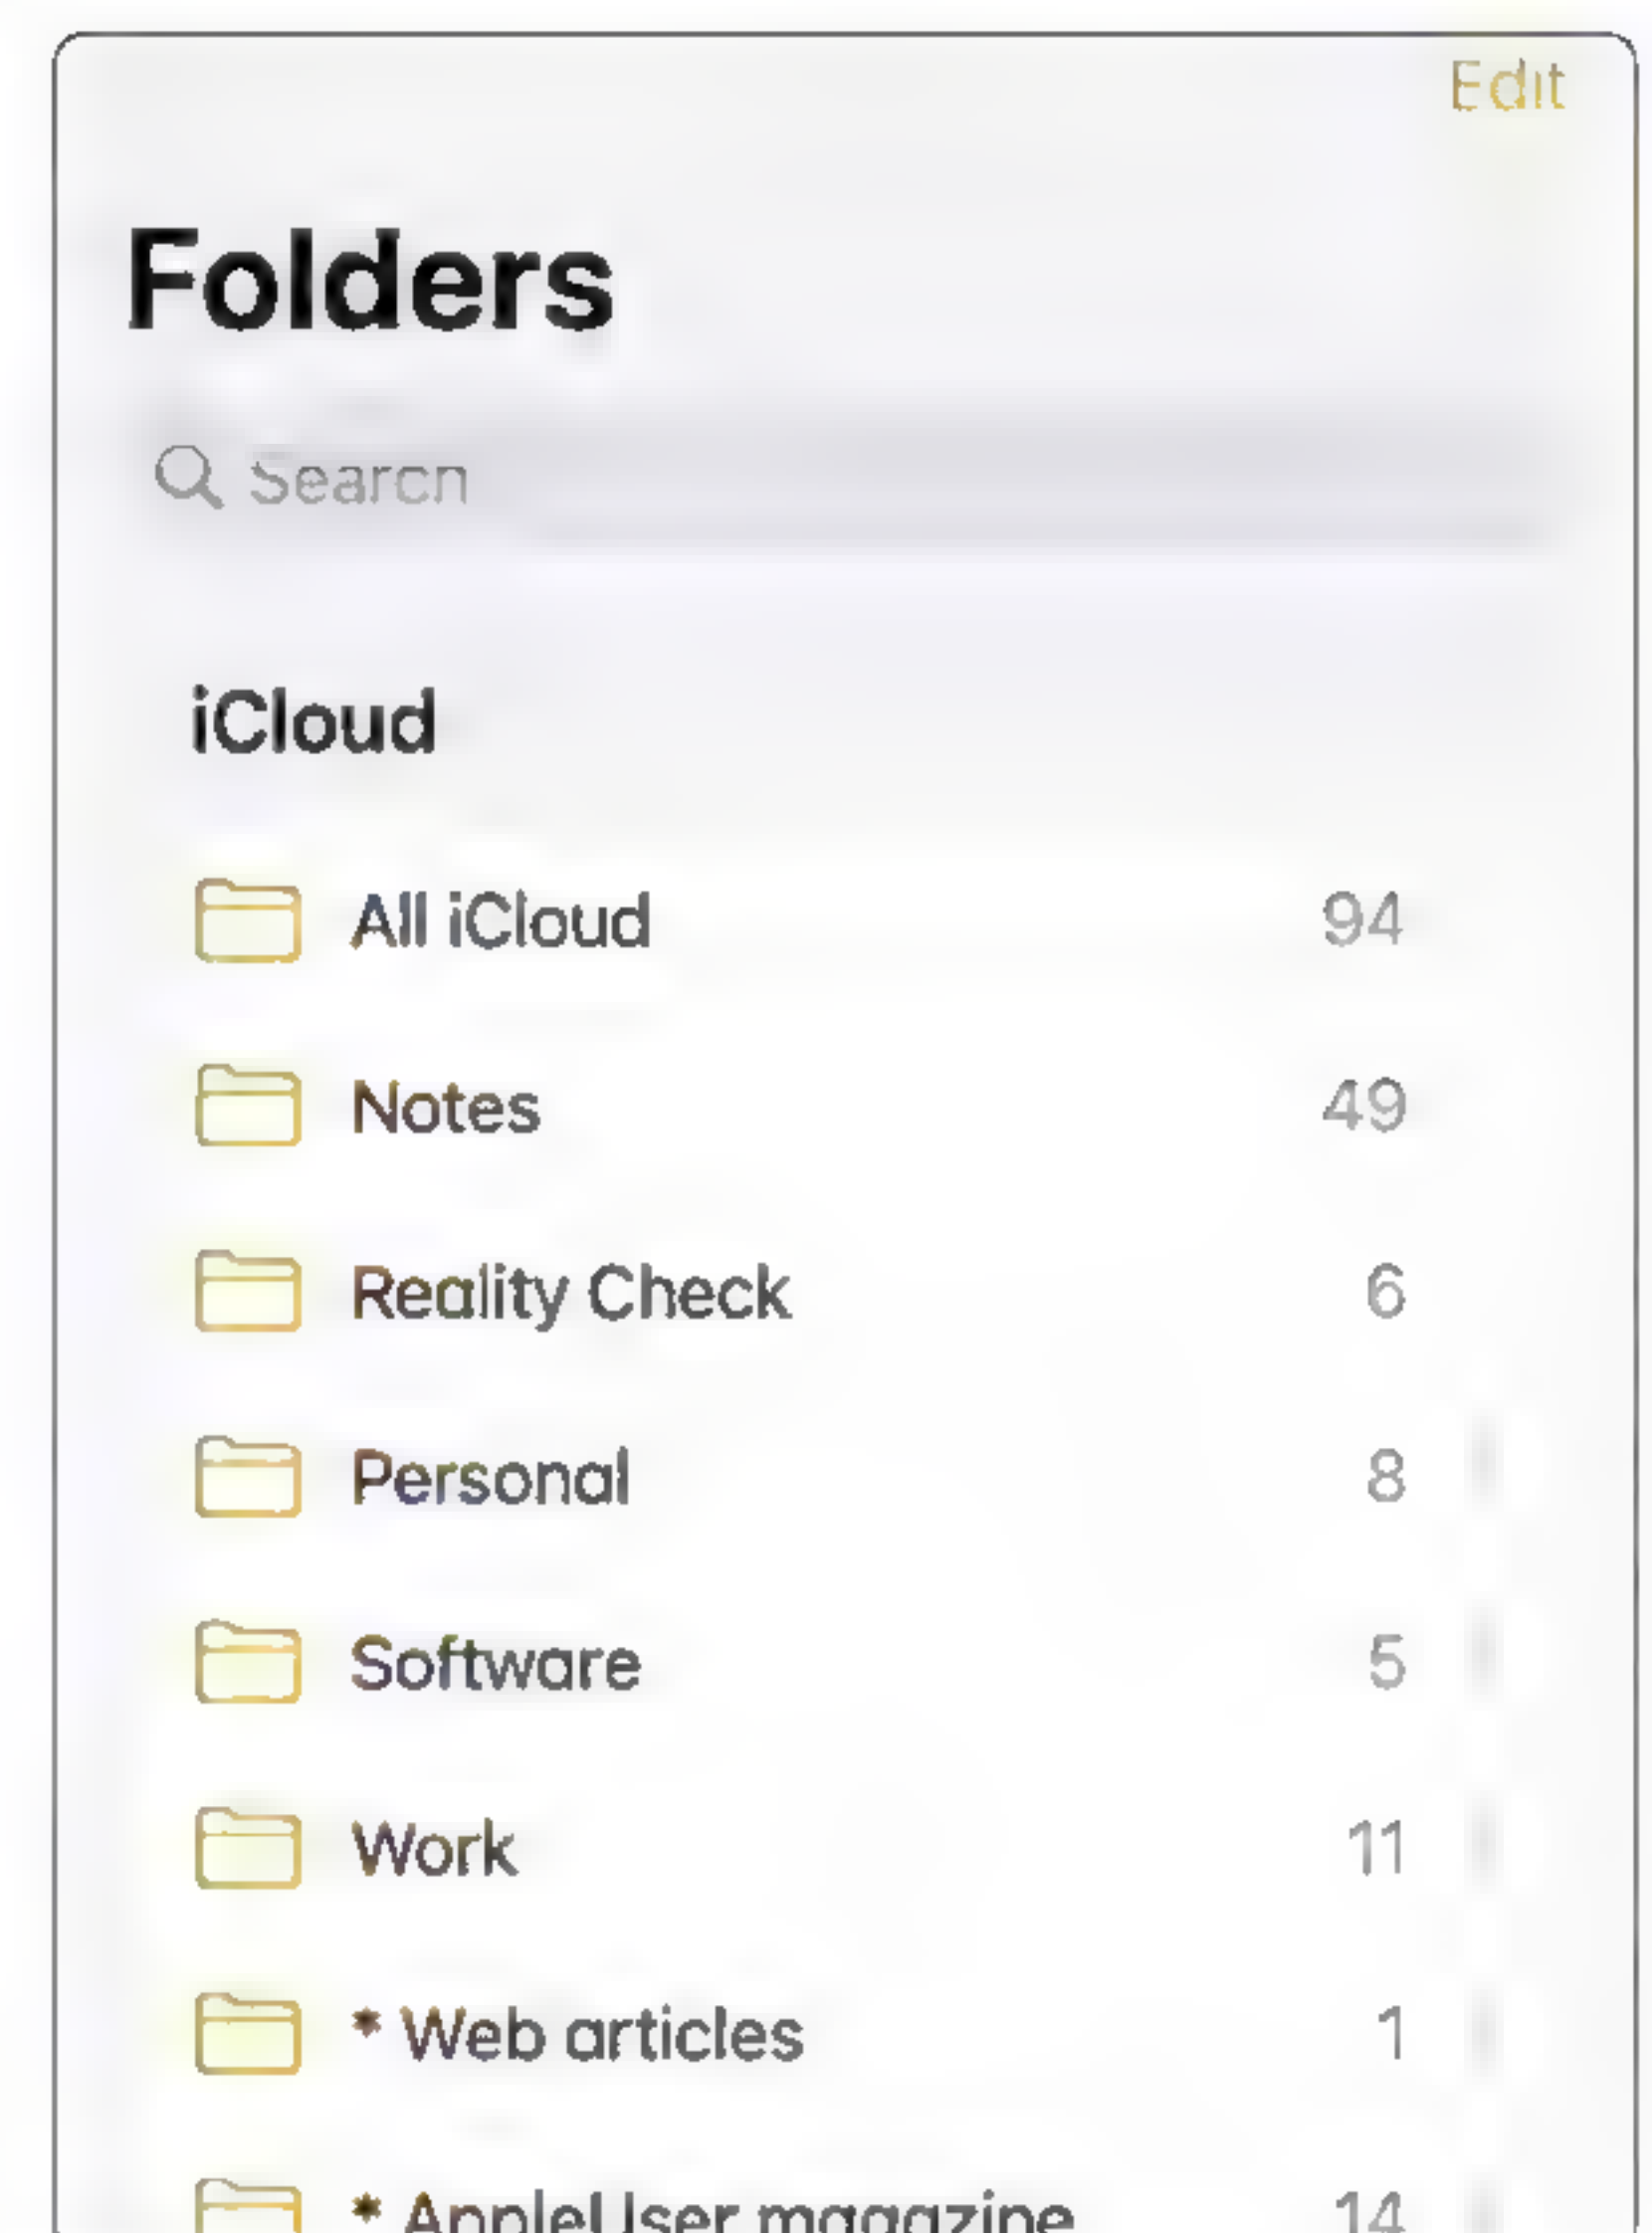 Edit
Folders
Search
iCloud
All iCloud 94
Notes 49
Reality Check 6
Personal 8
Software 5
Work 11
* Web articles 1
* AppleUser magazine 14